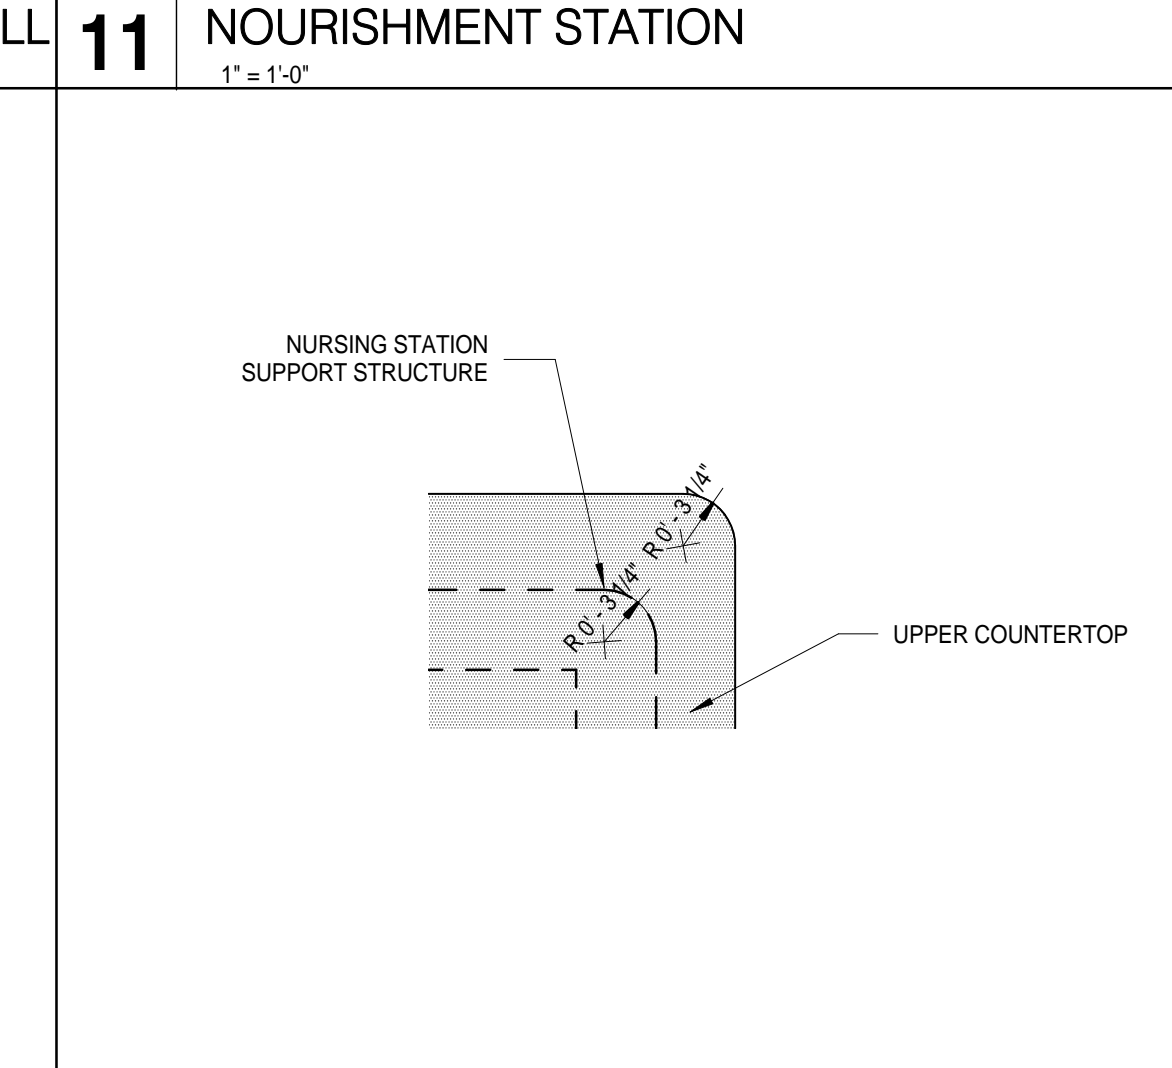 LL
11
NOURISHMENT STATION
1" = 1'-0"
NURSING STATION
SUPPORT STRUCTURE
R 0' - 3 1/4"
R 0' - 3 1/4"
UPPER COUNTERTOP